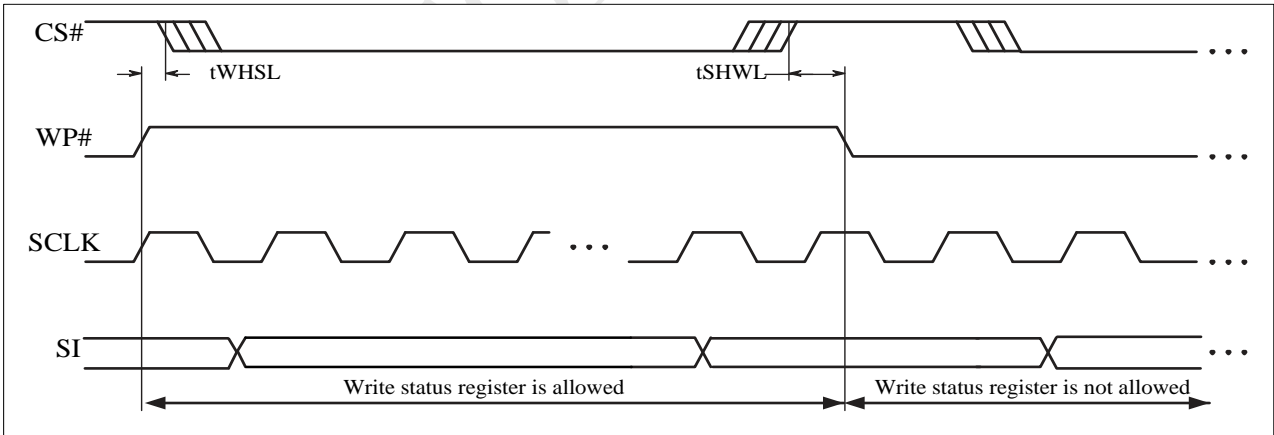 CS#
tWHSL
tSHWL
WP#
SCLK
SI
Write status register is allowed
Write status register is not allowed